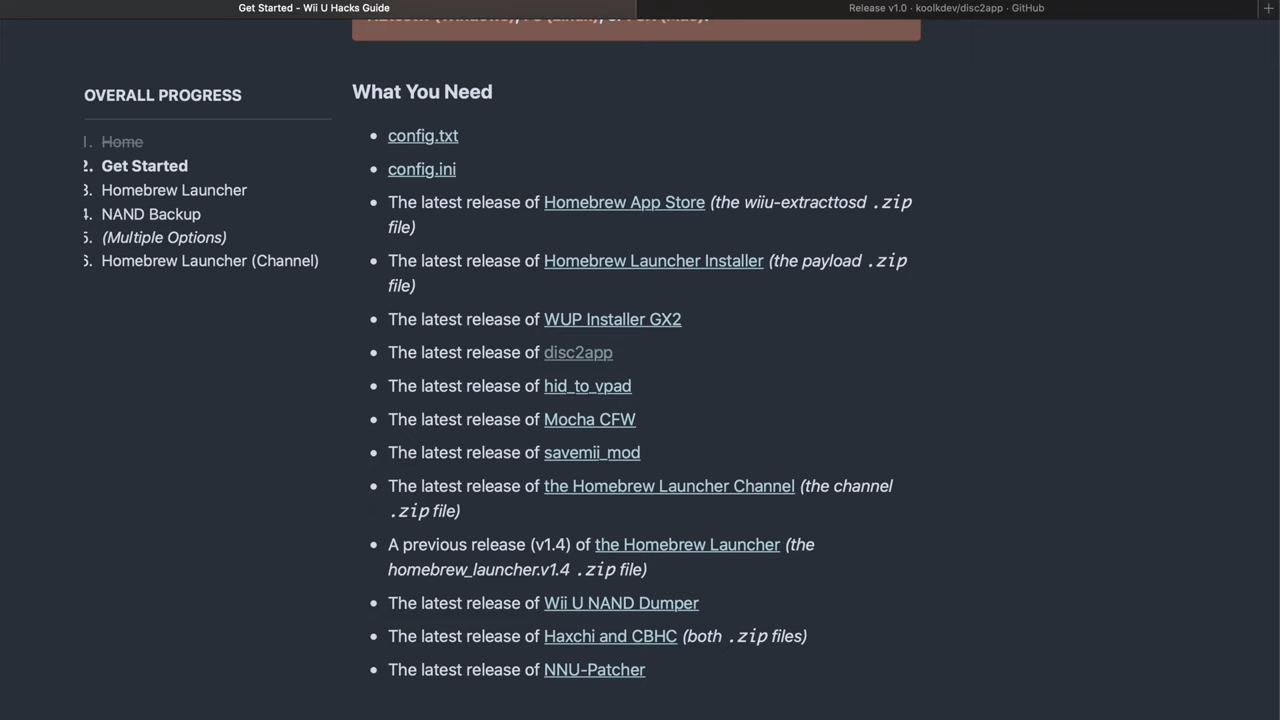 Get Started - Wii U Hacks Guide
Release v1.0 · koolkdev/disc2app · GitHub
OVERALL PROGRESS
1. Home
2. Get Started
3. Homebrew Launcher
4. NAND Backup
5. (Multiple Options)
6. Homebrew Launcher (Channel)
What You Need
• config.txt
• config.ini
• The latest release of Homebrew App Store (the wiiu-extracttosd .zip
file)
• The latest release of Homebrew Launcher Installer (the payload .zip
file)
• The latest release of WUP Installer GX2
• The latest release of disc2app
• The latest release of hid_to_vpad
• The latest release of Mocha CFW
• The latest release of savemii_mod
• The latest release of the Homebrew Launcher Channel (the channel
.zip file)
• A previous release (v1.4) of the Homebrew Launcher (the
homebrew_launcher.v1.4 .zip file)
• The latest release of Wii U NAND Dumper
• The latest release of Haxchi and CBHC (both .zip files)
• The latest release of NNU-Patcher